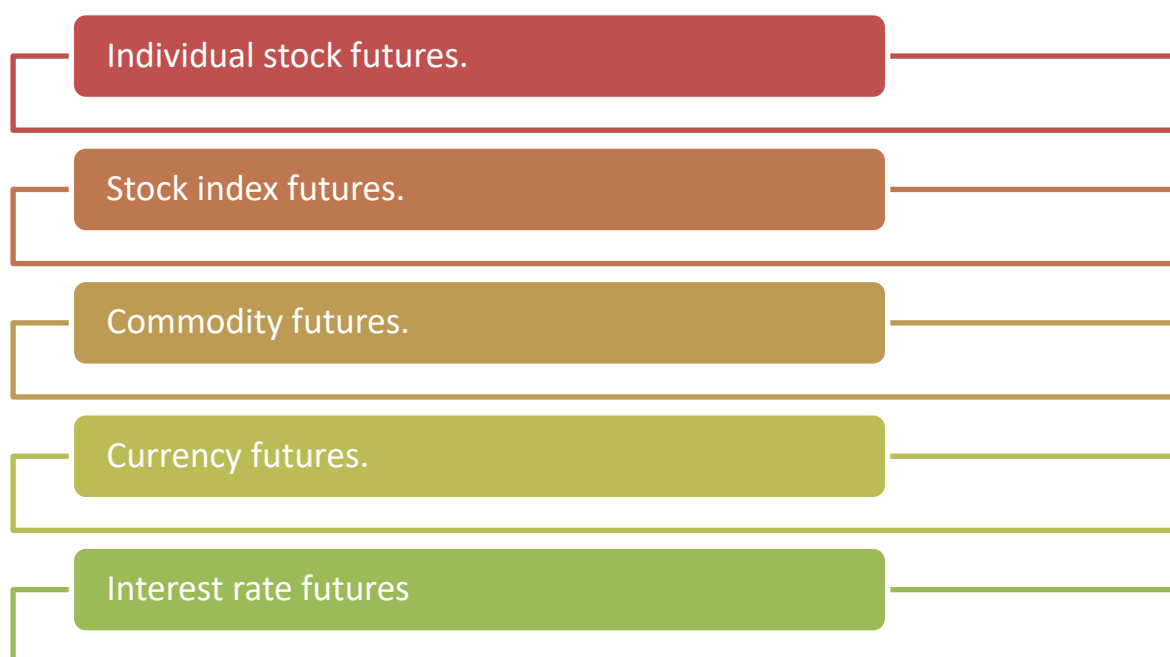 Individual stock futures.
Stock index futures.
Commodity futures.
Currency futures.
Interest rate futures